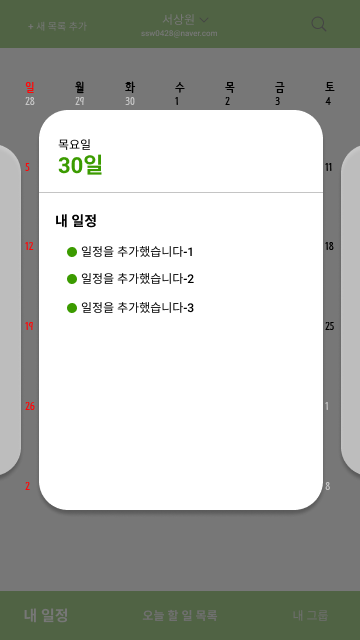 + 새 목록 추가
서상원
xow0428@naver.com
일 월 화 수 목 금 토
28 29 30 1 2 3 4
목요일
30일
5 11
내 일정
12 18
일정을 추가했습니다-1
일정을 추가했습니다-2
일정을 추가했습니다-3
19 25
26 1
2 8
내 일정 오늘 할 일 목록 내 그룹